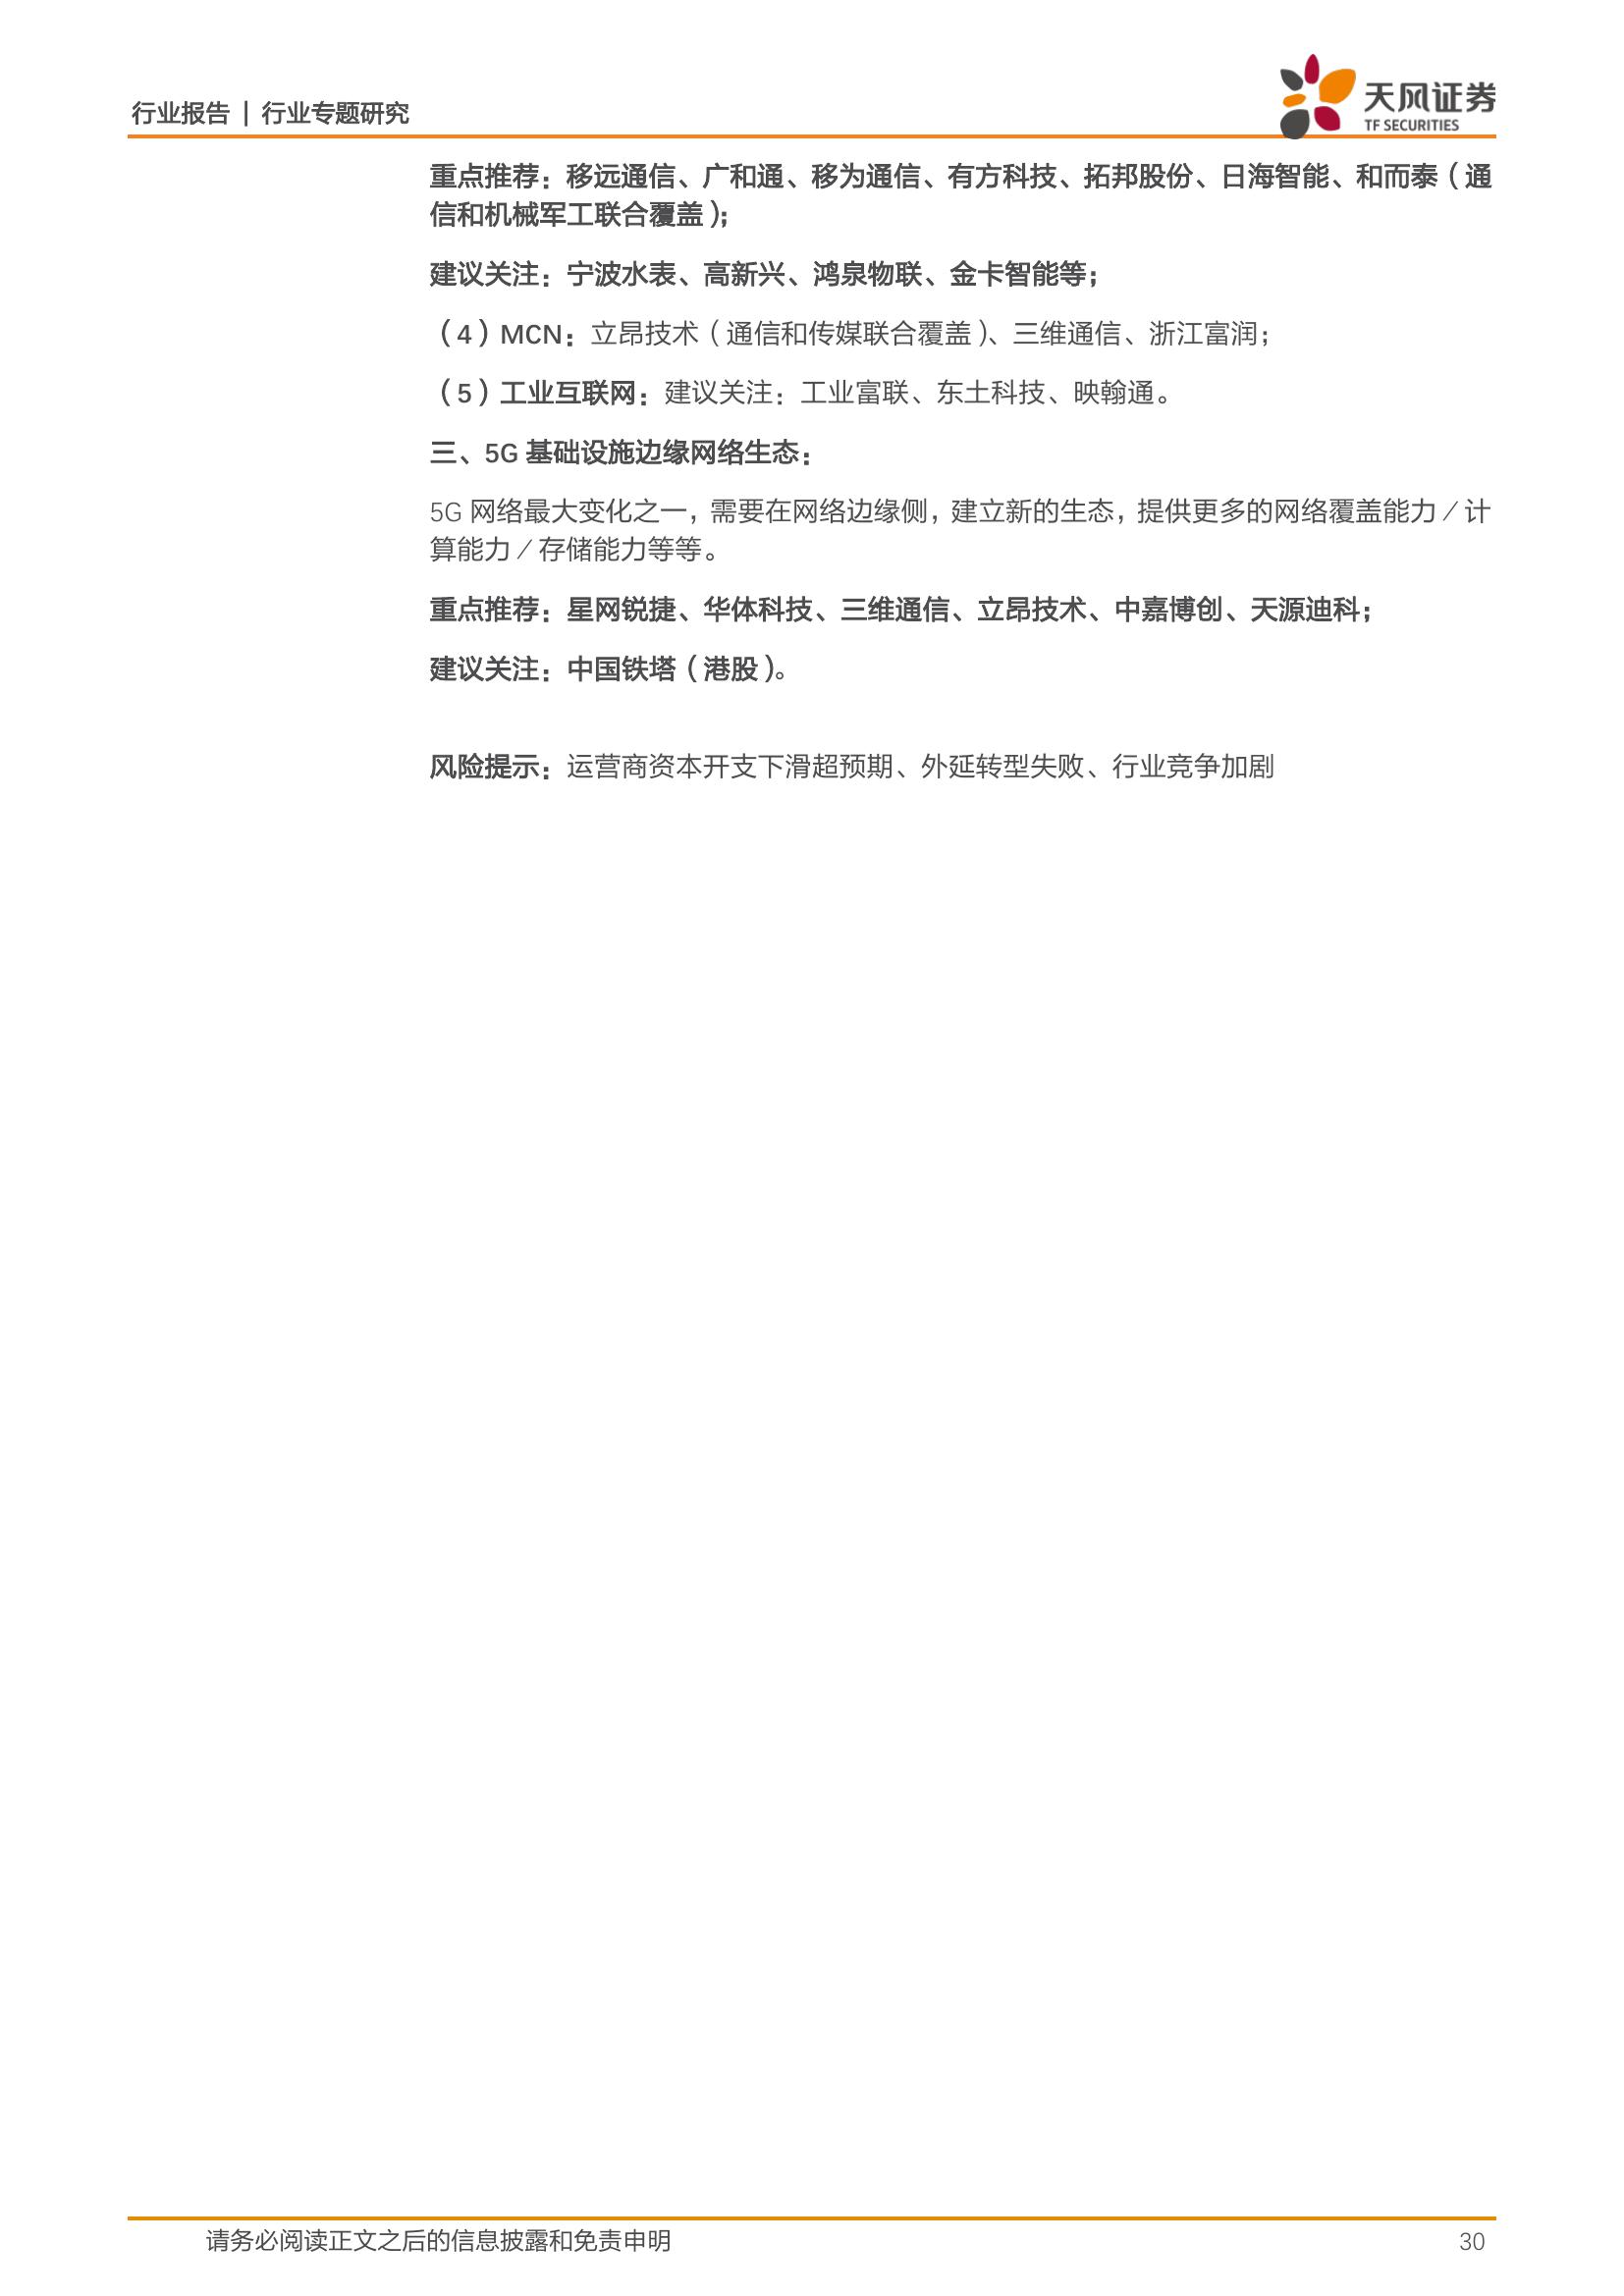 行业报告 | 行业专题研究
天风证券
TF SECURITIES
重点推荐：移远通信、广和通、移为通信、有方科技、拓邦股份、日海智能、和而泰（通
信和机械军工联合覆盖）；
建议关注：宁波水表、高新兴、鸿泉物联、金卡智能等；
（4）MCN：立昂技术（通信和传媒联合覆盖）、三维通信、浙江富润；
（5）工业互联网：建议关注：工业富联、东土科技、映翰通。
三、5G 基础设施边缘网络生态：
5G 网络最大变化之一，需要在网络边缘侧，建立新的生态，提供更多的网络覆盖能力／计
算能力／存储能力等等。
重点推荐：星网锐捷、华体科技、三维通信、立昂技术、中嘉博创、天源迪科；
建议关注：中国铁塔（港股）。
风险提示：运营商资本开支下滑超预期、外延转型失败、行业竞争加剧
请务必阅读正文之后的信息披露和免责申明
30